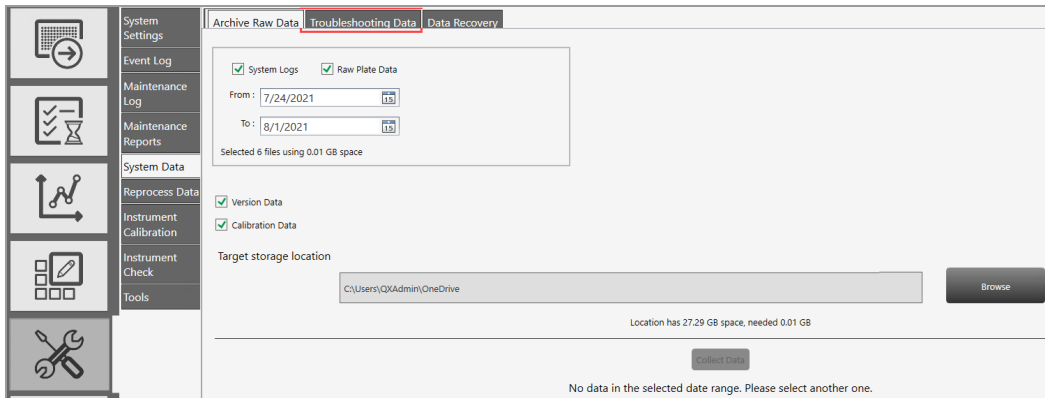 Archive Raw Data Troubleshooting Data Data Recovery
System
Settings
Event Log
Maintenance
Log
Maintenance
Reports
System Data
Reprocess Data
Instrument
Calibration
Instrument
Check
Tools
System Logs Raw Plate Data
From : 7/24/2021 15
To : 8/1/2021 15
Selected 6 files using 0.01 GB space
Version Data
Calibration Data
Target storage location
C:\Users\QXAdmin\OneDrive
Browse
Location has 27.29 GB space, needed 0.01 GB
Collect Data
No data in the selected date range. Please select another one.